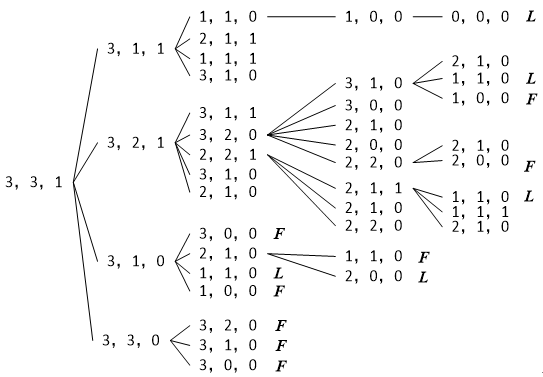 1, 1, 0 1, 0, 0 0, 0, 0 L
2, 1, 1
3, 1, 1
1, 1, 1
3, 1, 0
2, 1, 0
3, 1, 0
1, 1, 0 L
1, 0, 0 F
3, 0, 0
3, 1, 1
2, 1, 0
3, 2, 0
3, 2, 1
2, 0, 0
2, 1, 0
2, 2, 1
2, 2, 0
2, 0, 0 F
3, 1, 0
3, 3, 1
2, 1, 1
2, 1, 0
1, 1, 0 L
2, 1, 0
1, 1, 1
2, 2, 0
2, 1, 0
3, 0, 0 F
2, 1, 0
1, 1, 0 F
3, 1, 0
1, 1, 0 L
2, 0, 0 L
1, 0, 0 F
3, 2, 0 F
3, 3, 0
3, 1, 0 F
3, 0, 0 F